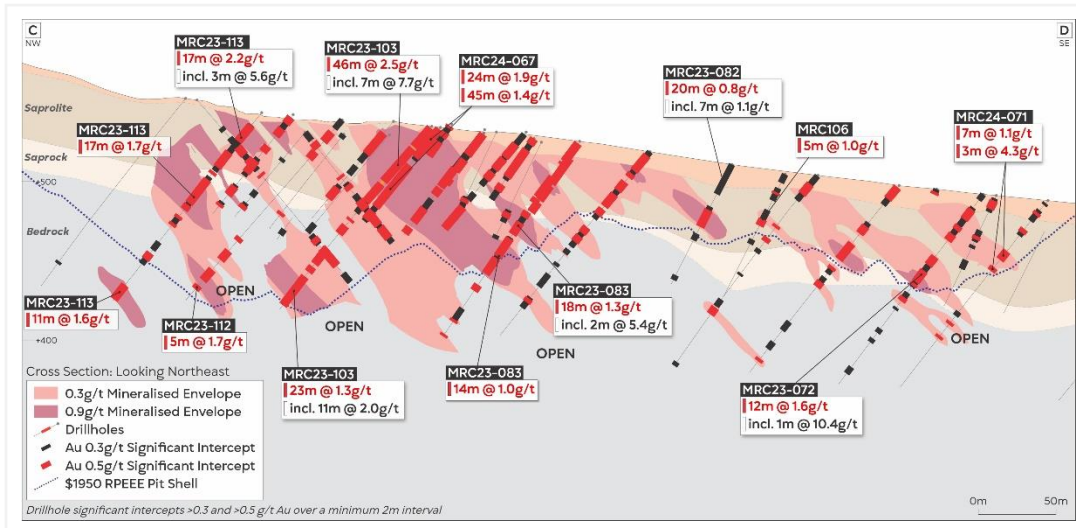 C
NW
D
SE
MRC23-113
17m @ 2.2g/t
incl. 3m @ 5.6g/t
MRC23-103
46m @ 2.5g/t
incl. 7m @ 7.7g/t
MRC24-067
24m @ 1.9g/t
45m @ 1.4g/t
MRC23-082
20m @ 0.8g/t
incl. 7m @ 1.1g/t
MRC106
5m @ 1.0g/t
MRC24-071
7m @ 1.1g/t
3m @ 4.3g/t
Saprolite
MRC23-113
17m @ 1.7g/t
Saprock
+500
Bedrock
OPEN
MRC23-113
11m @ 1.6g/t
MRC23-112
5m @ 1.7g/t
OPEN
MRC23-083
18m @ 1.3g/t
incl. 2m @ 5.4g/t
OPEN
OPEN
+400
MRC23-103
23m @ 1.3g/t
incl. 11m @ 2.0g/t
MRC23-083
14m @ 1.0g/t
MRC23-072
12m @ 1.6g/t
incl. 1m @ 10.4g/t
Cross Section: Looking Northeast
0.3g/t Mineralised Envelope
0.9g/t Mineralised Envelope
Drillholes
Au 0.3g/t Significant Intercept
Au 0.5g/t Significant Intercept
$1950 RPEEE Pit Shell
Drillhole significant intercepts >0.3 and >0.5 g/t Au over a minimum 2m interval
0m 50m